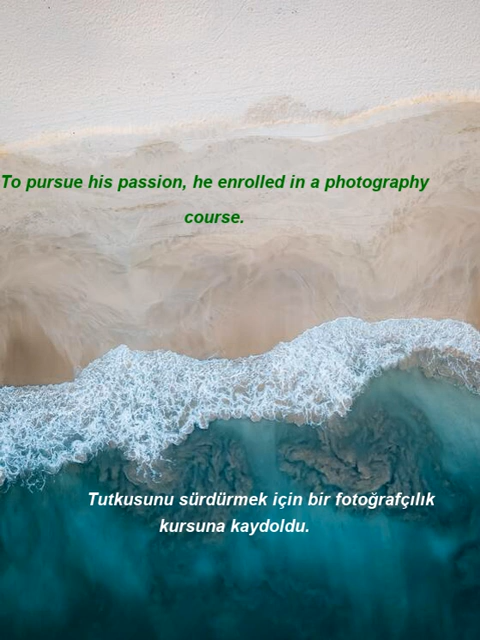 To pursue his passion, he enrolled in a photography
course.
Tutkusunu sürdürmek için bir fotoğrafçılık
kursuna kaydoldu.